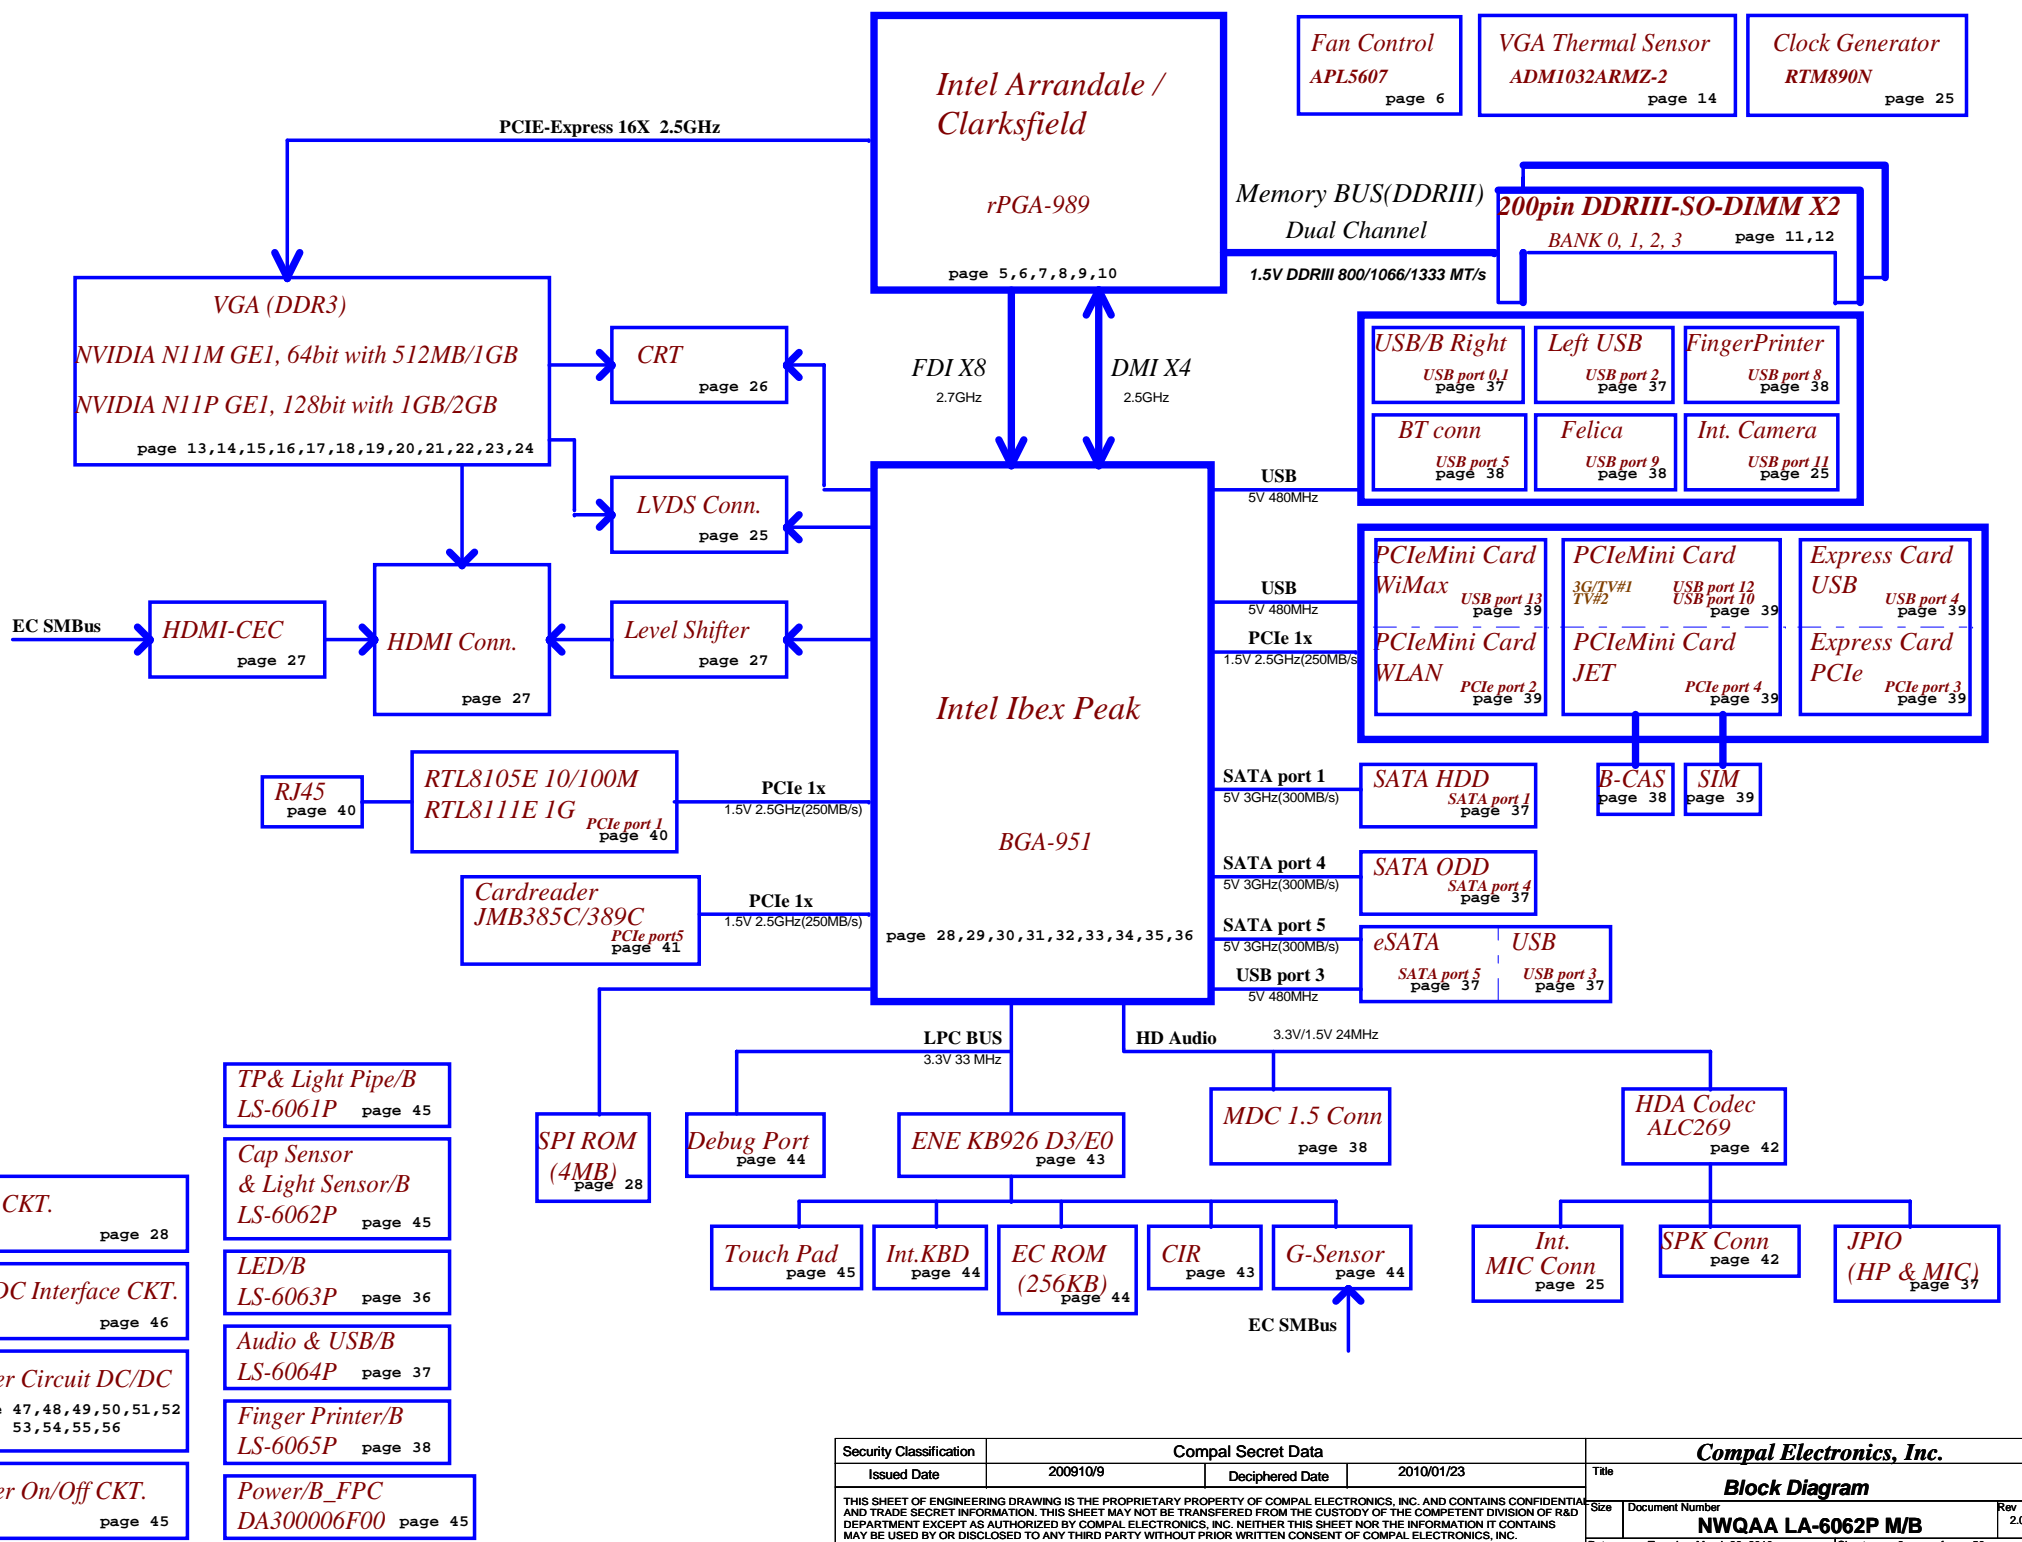 Intel Arrandale /
Clarksfield
rPGA-989
page 5,6,7,8,9,10
Fan Control
APL5607
page 6
VGA Thermal Sensor
ADM1032ARMZ-2
page 14
Clock Generator
RTM890N
page 25
PCIE-Express 16X 2.5GHz
Memory BUS(DDRIII)
Dual Channel
1.5V DDRIII 800/1066/1333 MT/s
200pin DDRIII-SO-DIMM X2
BANK 0, 1, 2, 3
page 11,12
VGA (DDR3)
NVIDIA N11M GE1, 64bit with 512MB/1GB
NVIDIA N11P GE1, 128bit with 1GB/2GB
page 13,14,15,16,17,18,19,20,21,22,23,24
CRT
page 26
LVDS Conn.
page 25
FDI X8
2.7GHz
DMI X4
2.5GHz
USB/B Right
USB port 0,1
page 37
Left USB
USB port 2
page 37
FingerPrinter
USB port 8
page 38
BT conn
USB port 5
page 38
Felica
USB port 9
page 38
Int. Camera
USB port 11
page 25
USB
5V 480MHz
EC SMBus
HDMI-CEC
page 27
HDMI Conn.
page 27
Level Shifter
page 27
Intel Ibex Peak
BGA-951
page 28,29,30,31,32,33,34,35,36
USB
5V 480MHz
PCIe 1x
1.5V 2.5GHz(250MB/s
PCIeMini Card
WiMax
USB port 13
page 39
PCIeMini Card
3G/TV#1
TV#2
USB port 12
USB port 10
page 39
Express Card
USB
USB port 4
page 39
PCIeMini Card
WLAN
PCIe port 2
page 39
PCIeMini Card
JET
PCIe port 4
page 39
Express Card
PCIe
PCIe port 3
page 39
B-CAS
page 38
SIM
page 39
RJ45
page 40
RTL8105E 10/100M
RTL8111E 1G
PCIe port 1
page 40
PCIe 1x
1.5V 2.5GHz(250MB/s)
Cardreader
JMB385C/389C
PCIe port5
page 41
PCIe 1x
1.5V 2.5GHz(250MB/s)
SATA port 1
5V 3GHz(300MB/s)
SATA HDD
SATA port 1
page 37
SATA port 4
5V 3GHz(300MB/s)
SATA ODD
SATA port 4
page 37
SATA port 5
5V 3GHz(300MB/s)
USB port 3
5V 480MHz
eSATA
SATA port 5
page 37
USB
USB port 3
page 37
LPC BUS
3.3V 33 MHz
HD Audio
3.3V/1.5V 24MHz
SPI ROM
(4MB)
page 28
Debug Port
page 44
ENE KB926 D3/E0
page 43
MDC 1.5 Conn
page 38
HDA Codec
ALC269
page 42
Touch Pad
page 45
Int.KBD
page 44
EC ROM
(256KB)
page 44
CIR
page 43
G-Sensor
page 44
EC SMBus
Int.
MIC Conn
page 25
SPK Conn
page 42
JPIO
(HP & MIC)
page 37
CKT.
page 28
DC Interface CKT.
page 46
er Circuit DC/DC
47,48,49,50,51,52
53,54,55,56
er On/Off CKT.
page 45
TP& Light Pipe/B
LS-6061P page 45
Cap Sensor
& Light Sensor/B
LS-6062P page 45
LED/B
LS-6063P page 36
Audio & USB/B
LS-6064P page 37
Finger Printer/B
LS-6065P page 38
Power/B_FPC
DA300006F00 page 45
Security Classification
Compal Secret Data
Issued Date
200910/9
Deciphered Date
2010/01/23
THIS SHEET OF ENGINEERING DRAWING IS THE PROPRIETARY PROPERTY OF COMPAL ELECTRONICS, INC. AND CONTAINS CONFIDENTIAL
AND TRADE SECRET INFORMATION. THIS SHEET MAY NOT BE TRANSFERED FROM THE CUSTODY OF THE COMPETENT DIVISION OF R&D
DEPARTMENT EXCEPT AS AUTHORIZED BY COMPAL ELECTRONICS, INC. NEITHER THIS SHEET NOR THE INFORMATION IT CONTAINS
MAY BE USED BY OR DISCLOSED TO ANY THIRD PARTY WITHOUT PRIOR WRITTEN CONSENT OF COMPAL ELECTRONICS, INC.
Compal Electronics, Inc.
Title
Block Diagram
Size
Document Number
Rev
NWQAA LA-6062P M/B
2.0